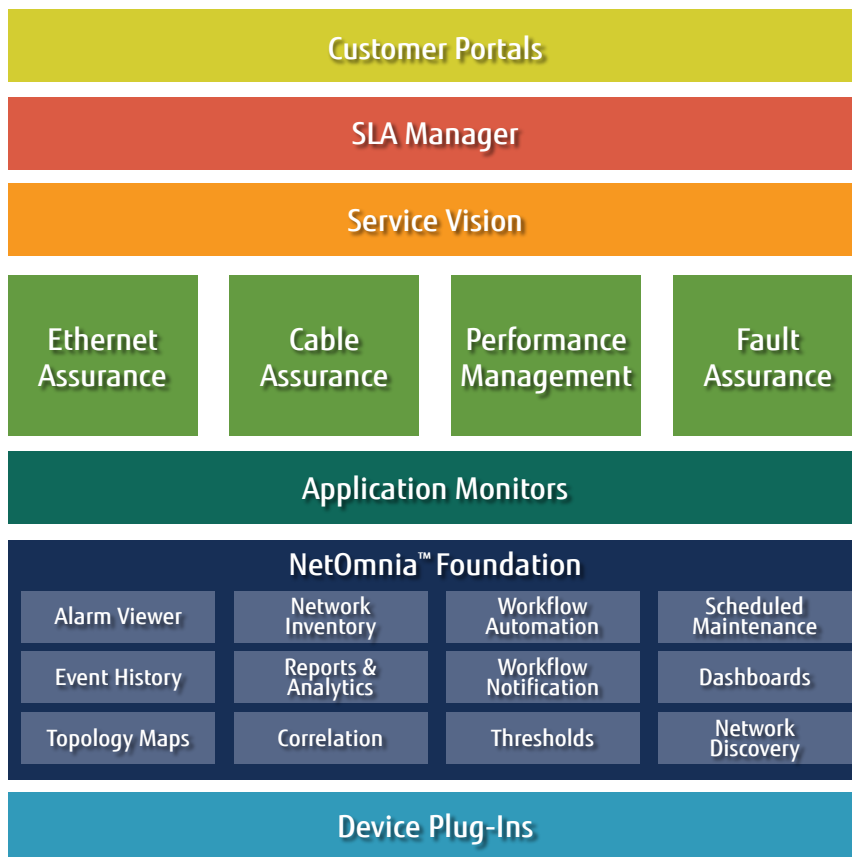 Customer Portals
SLA Manager
Service Vision
Ethernet
Assurance
Cable
Assurance
Performance
Management
Fault
Assurance
Application Monitors
NetOmnia™ Foundation
Alarm Viewer
Network
Inventory
Workflow
Automation
Scheduled
Maintenance
Event History
Reports &
Analytics
Workflow
Notification
Dashboards
Topology Maps
Correlation
Thresholds
Network
Discovery
Device Plug-Ins